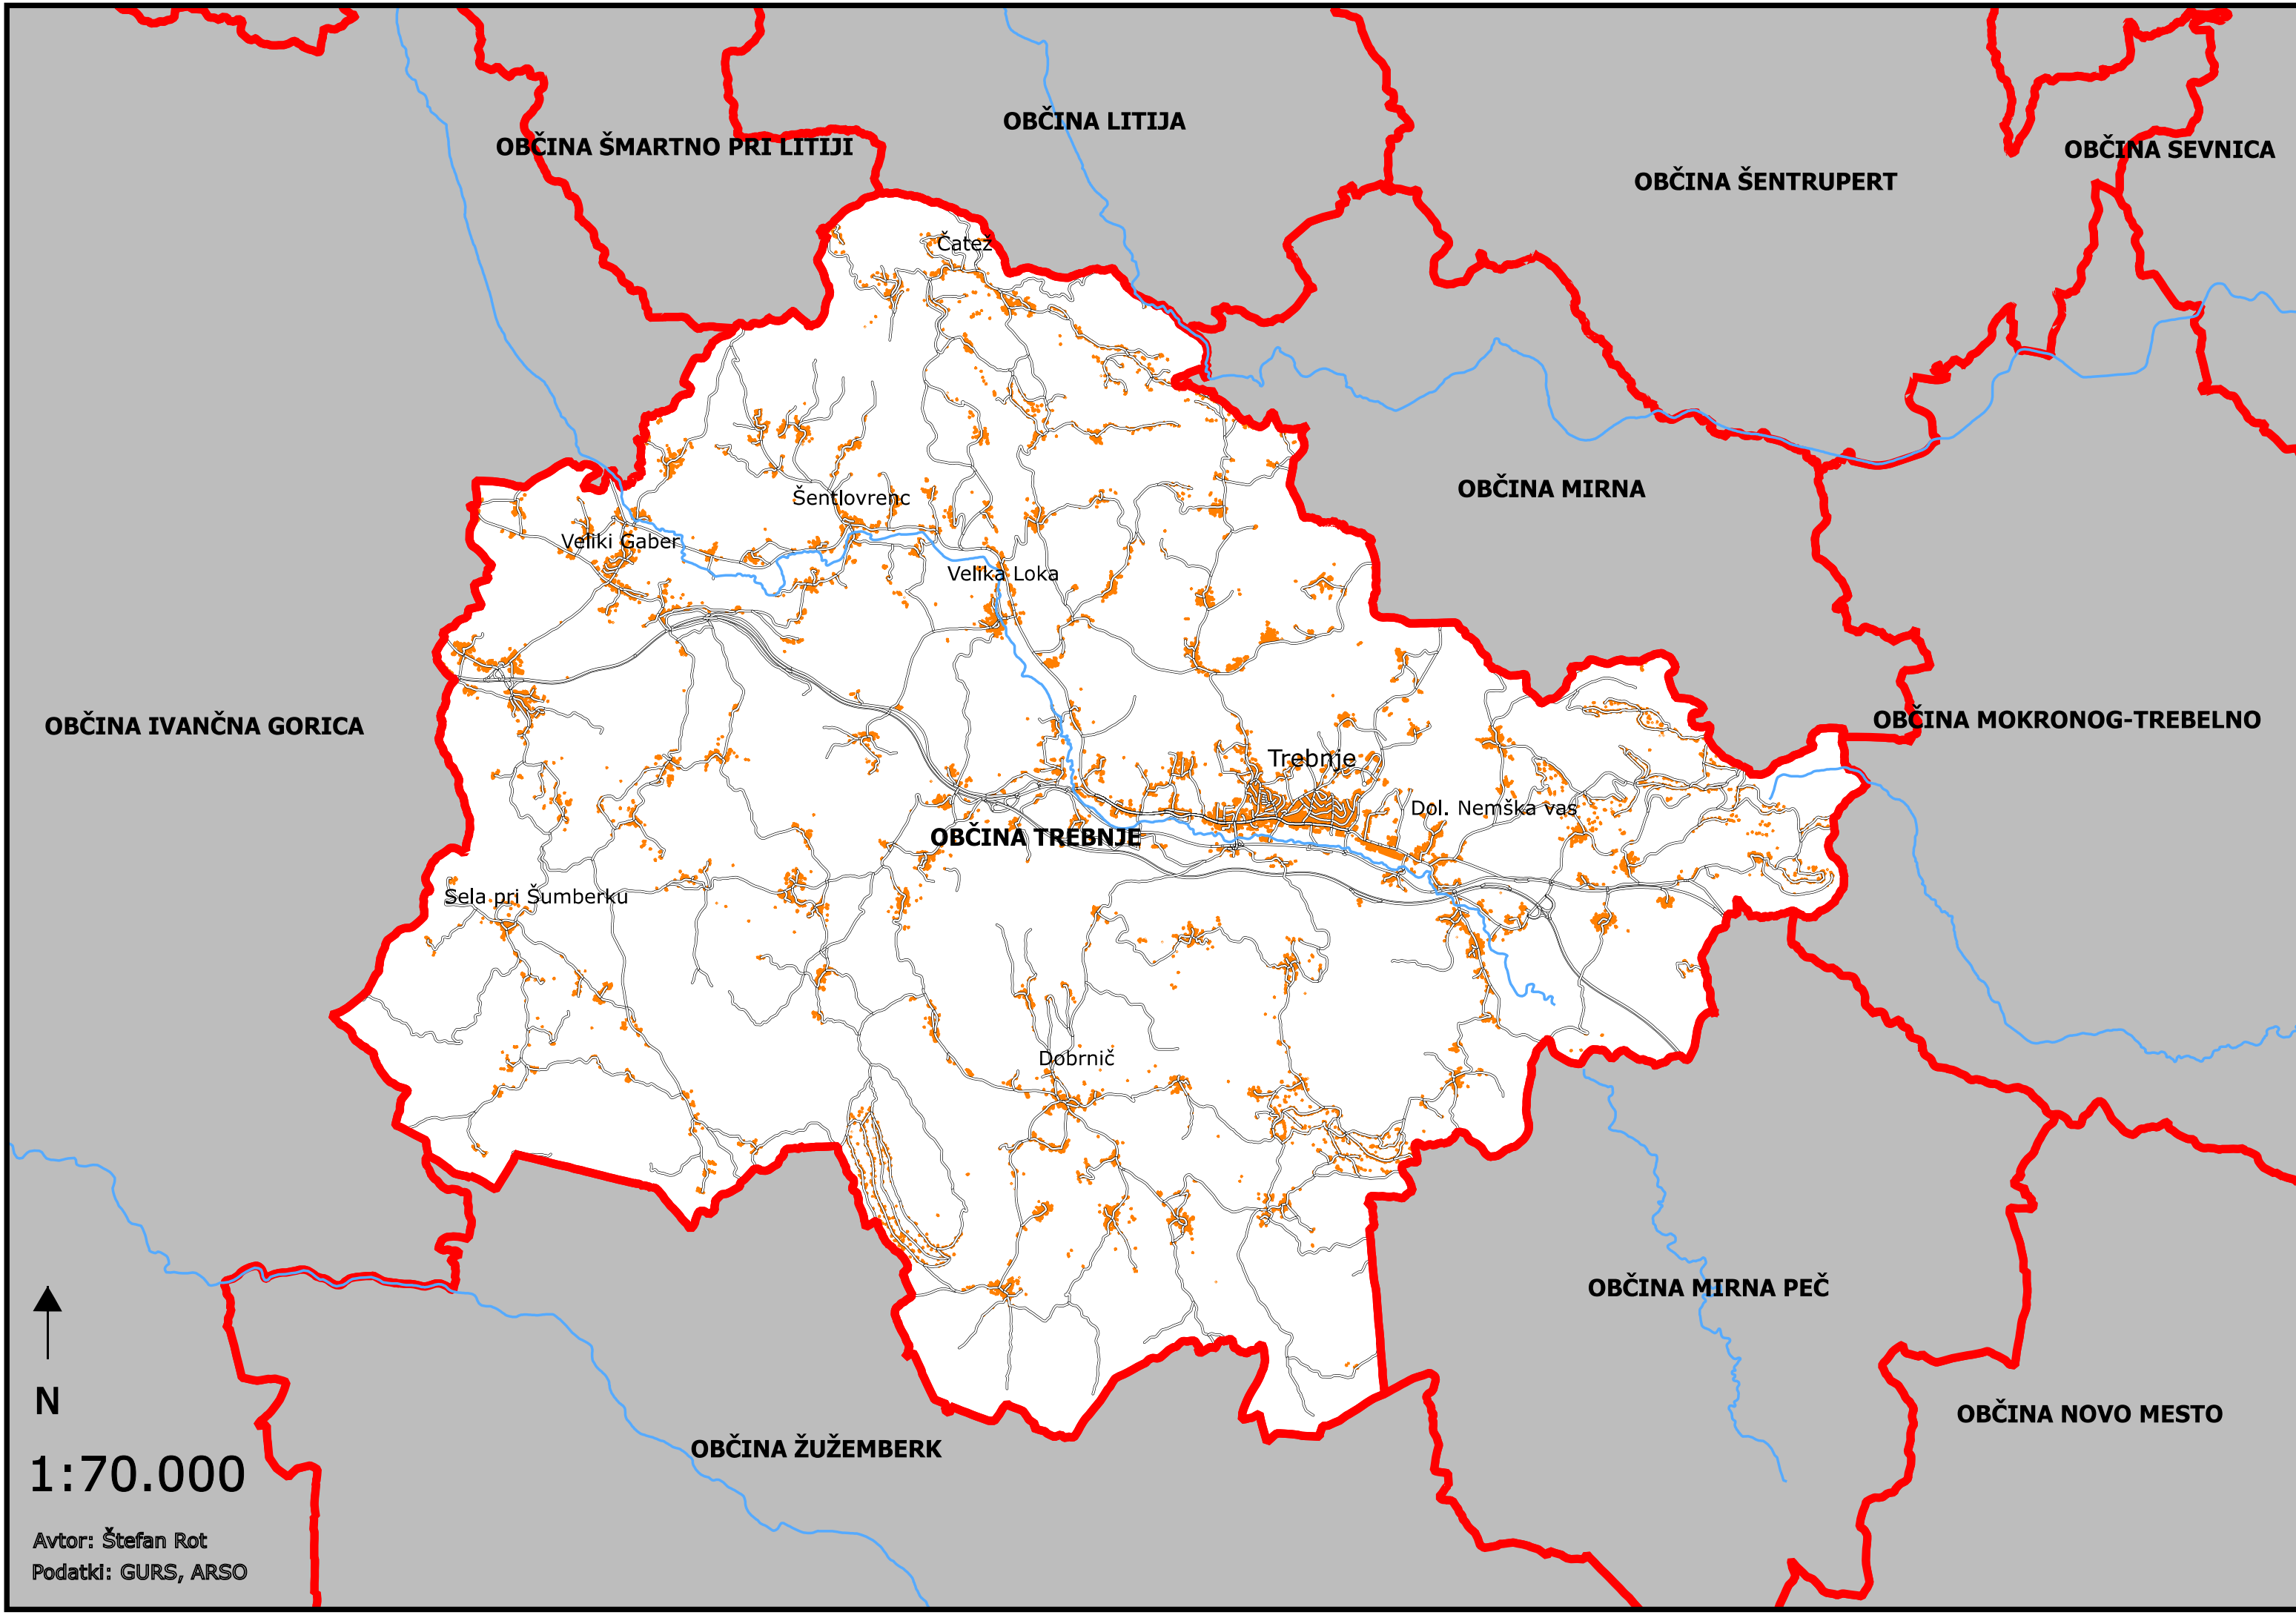 OBČINA LITIJA
OBČINA ŠMARTNO PRI LITIJI
OBČINA SEVNICA
OBČINA ŠENTRUPERT
Čatež
OBČINA MIRNA
Šentlovrenc
Veliki Gaber
Velika Loka
OBČINA IVANČNA GORICA
OBČINA MOKRONOG-TREBELNO
Trebnje
Dol. Nemška vas
OBČINA TREBNJE
Sela pri Šumberku
Dobrnič
OBČINA MIRNA PEČ
N
OBČINA NOVO MESTO
OBČINA ŽUŽEMBERK
1:70.000
Avtor: Štefan Rot
Podatki: GURS, ARSO